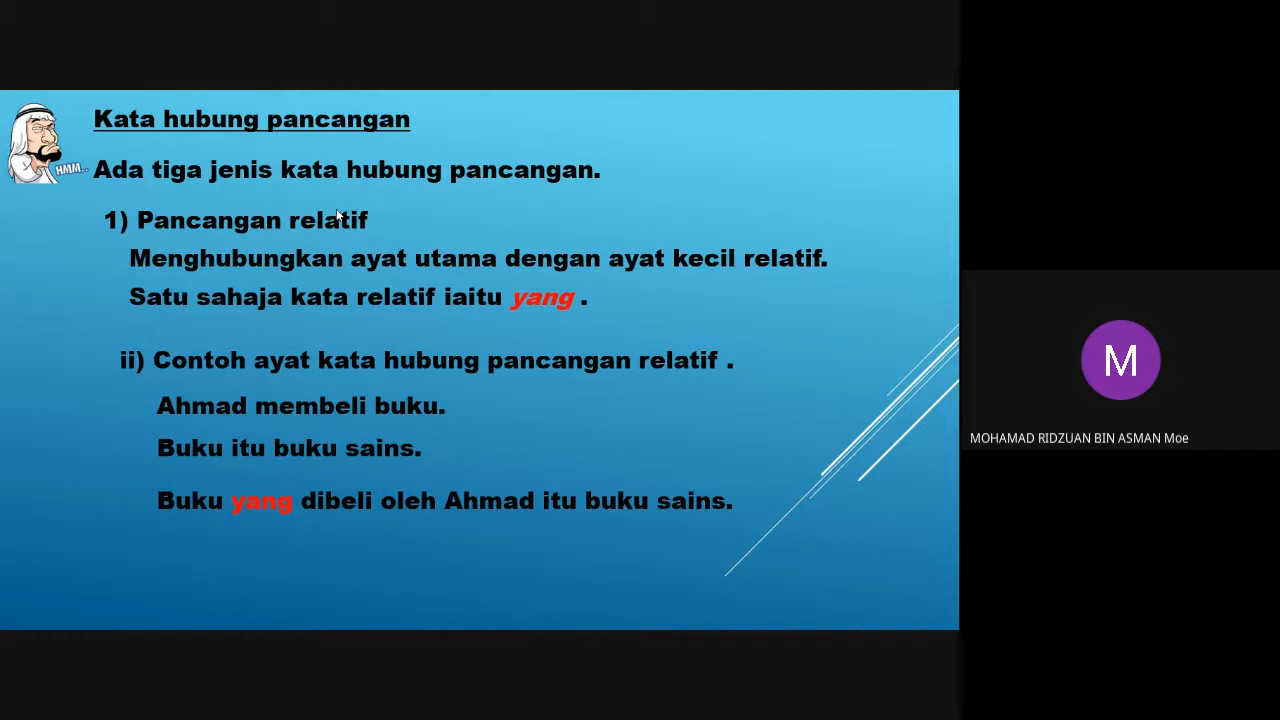 Kata hubung pancangan
HMM..
Ada tiga jenis kata hubung pancangan.
1) Pancangan relatif
Menghubungkan ayat utama dengan ayat kecil relatif.
Satu sahaja kata relatif iaitu yang .
ii) Contoh ayat kata hubung pancangan relatif .
Ahmad membeli buku.
Buku itu buku sains.
Buku yang dibeli oleh Ahmad itu buku sains.
M
MOHAMAD RIDZUAN BIN ASMAN Moe